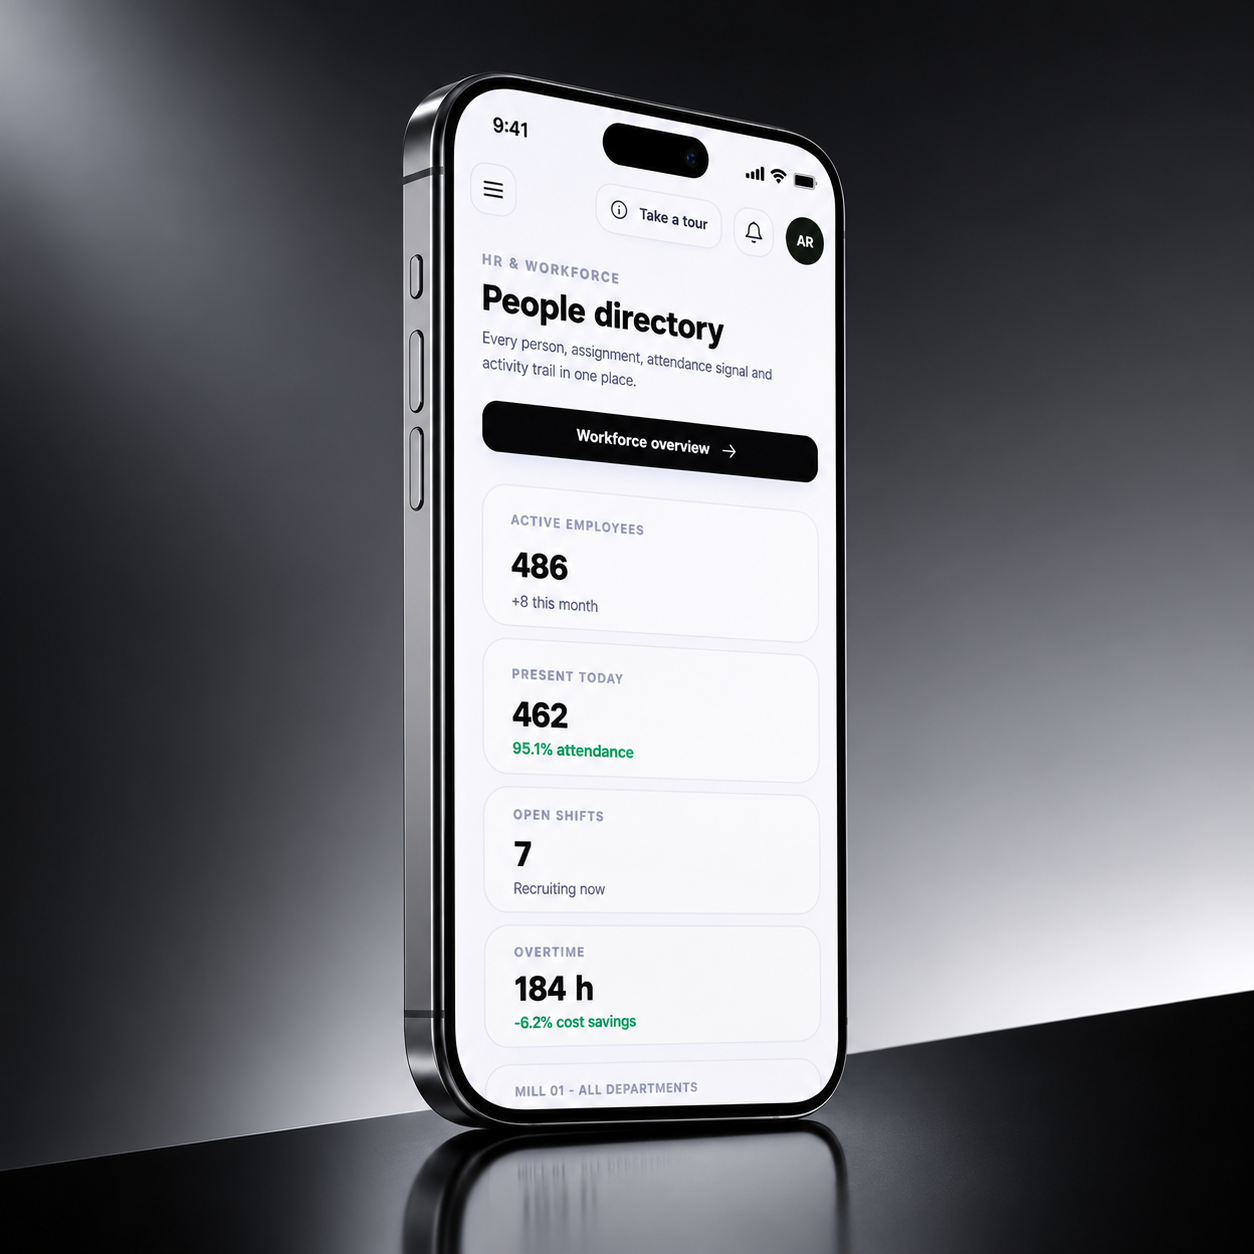 9:41
Take a tour
AR
HR & WORKFORCE
People directory
Every person, assignment, attendance signal and
activity trail in one place.
Workforce overview →
ACTIVE EMPLOYEES
486
+8 this month
PRESENT TODAY
462
95.1% attendance
OPEN SHIFTS
7
Recruiting now
OVERTIME
184 h
-6.2% cost savings
MILL 01 - ALL DEPARTMENTS